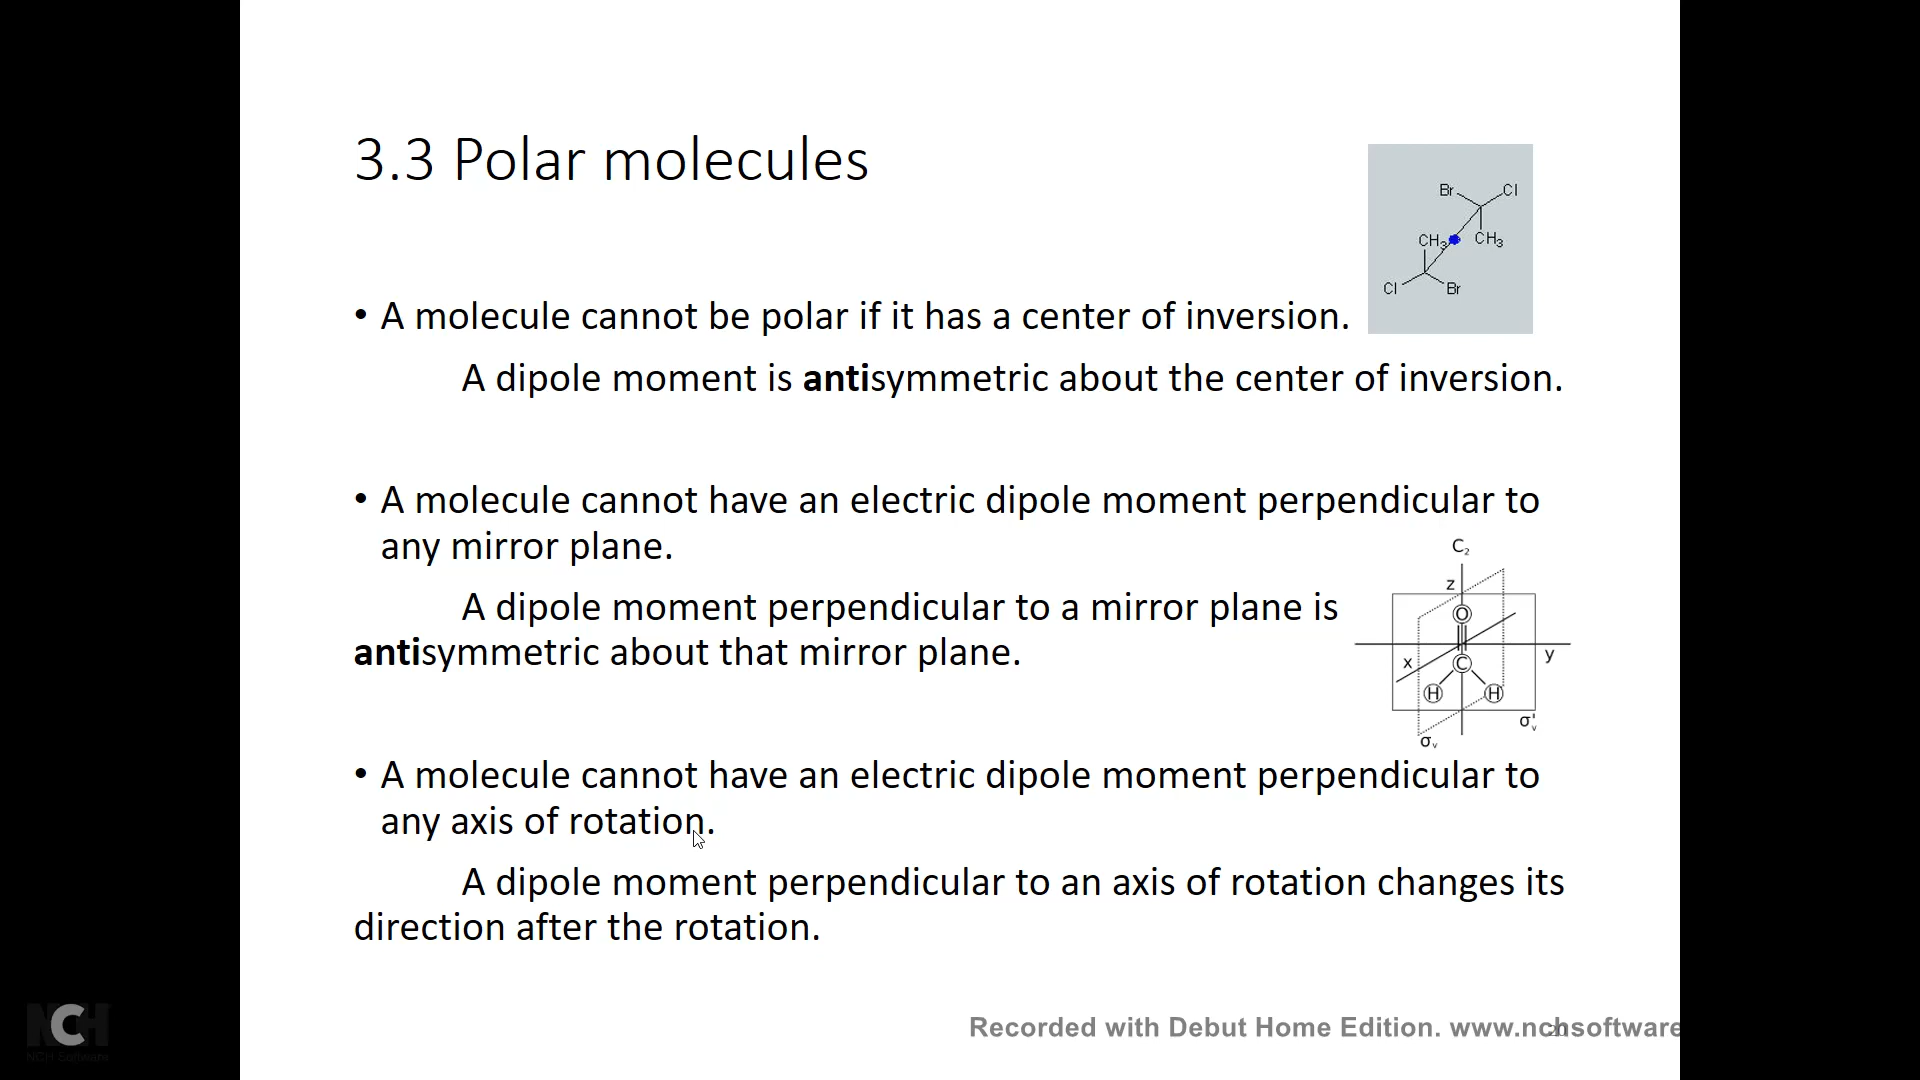 3.3 Polar molecules
Br Cl
CH3 CH3
Cl Br
• A molecule cannot be polar if it has a center of inversion.
A dipole moment is antisymmetric about the center of inversion.
• A molecule cannot have an electric dipole moment perpendicular to
any mirror plane.
C2
z
O
x C y
H H
σv'
σv
A dipole moment perpendicular to a mirror plane is
antisymmetric about that mirror plane.
• A molecule cannot have an electric dipole moment perpendicular to
any axis of rotation.
A dipole moment perpendicular to an axis of rotation changes its
direction after the rotation.
NCH
NCH Software
Recorded with Debut Home Edition. www.nchsoftware